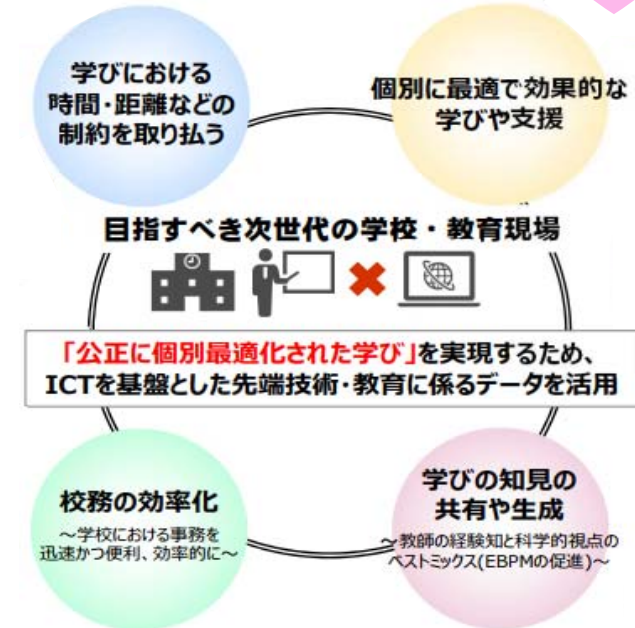 学びにおける
時間・距離などの
制約を取り払う
個別に最適で効果的な
学びや支援
目指すべき次世代の学校・教育現場
「公正に個別最適化された学び」を実現するため、
ICTを基盤とした先端技術・教育に係るデータを活用
校務の効率化
～学校における事務を
迅速かつ便利、効率的に～
学びの知見の
共有や生成
～教師の経験知と科学的視点の
ベストミックス(EBPMの促進)～